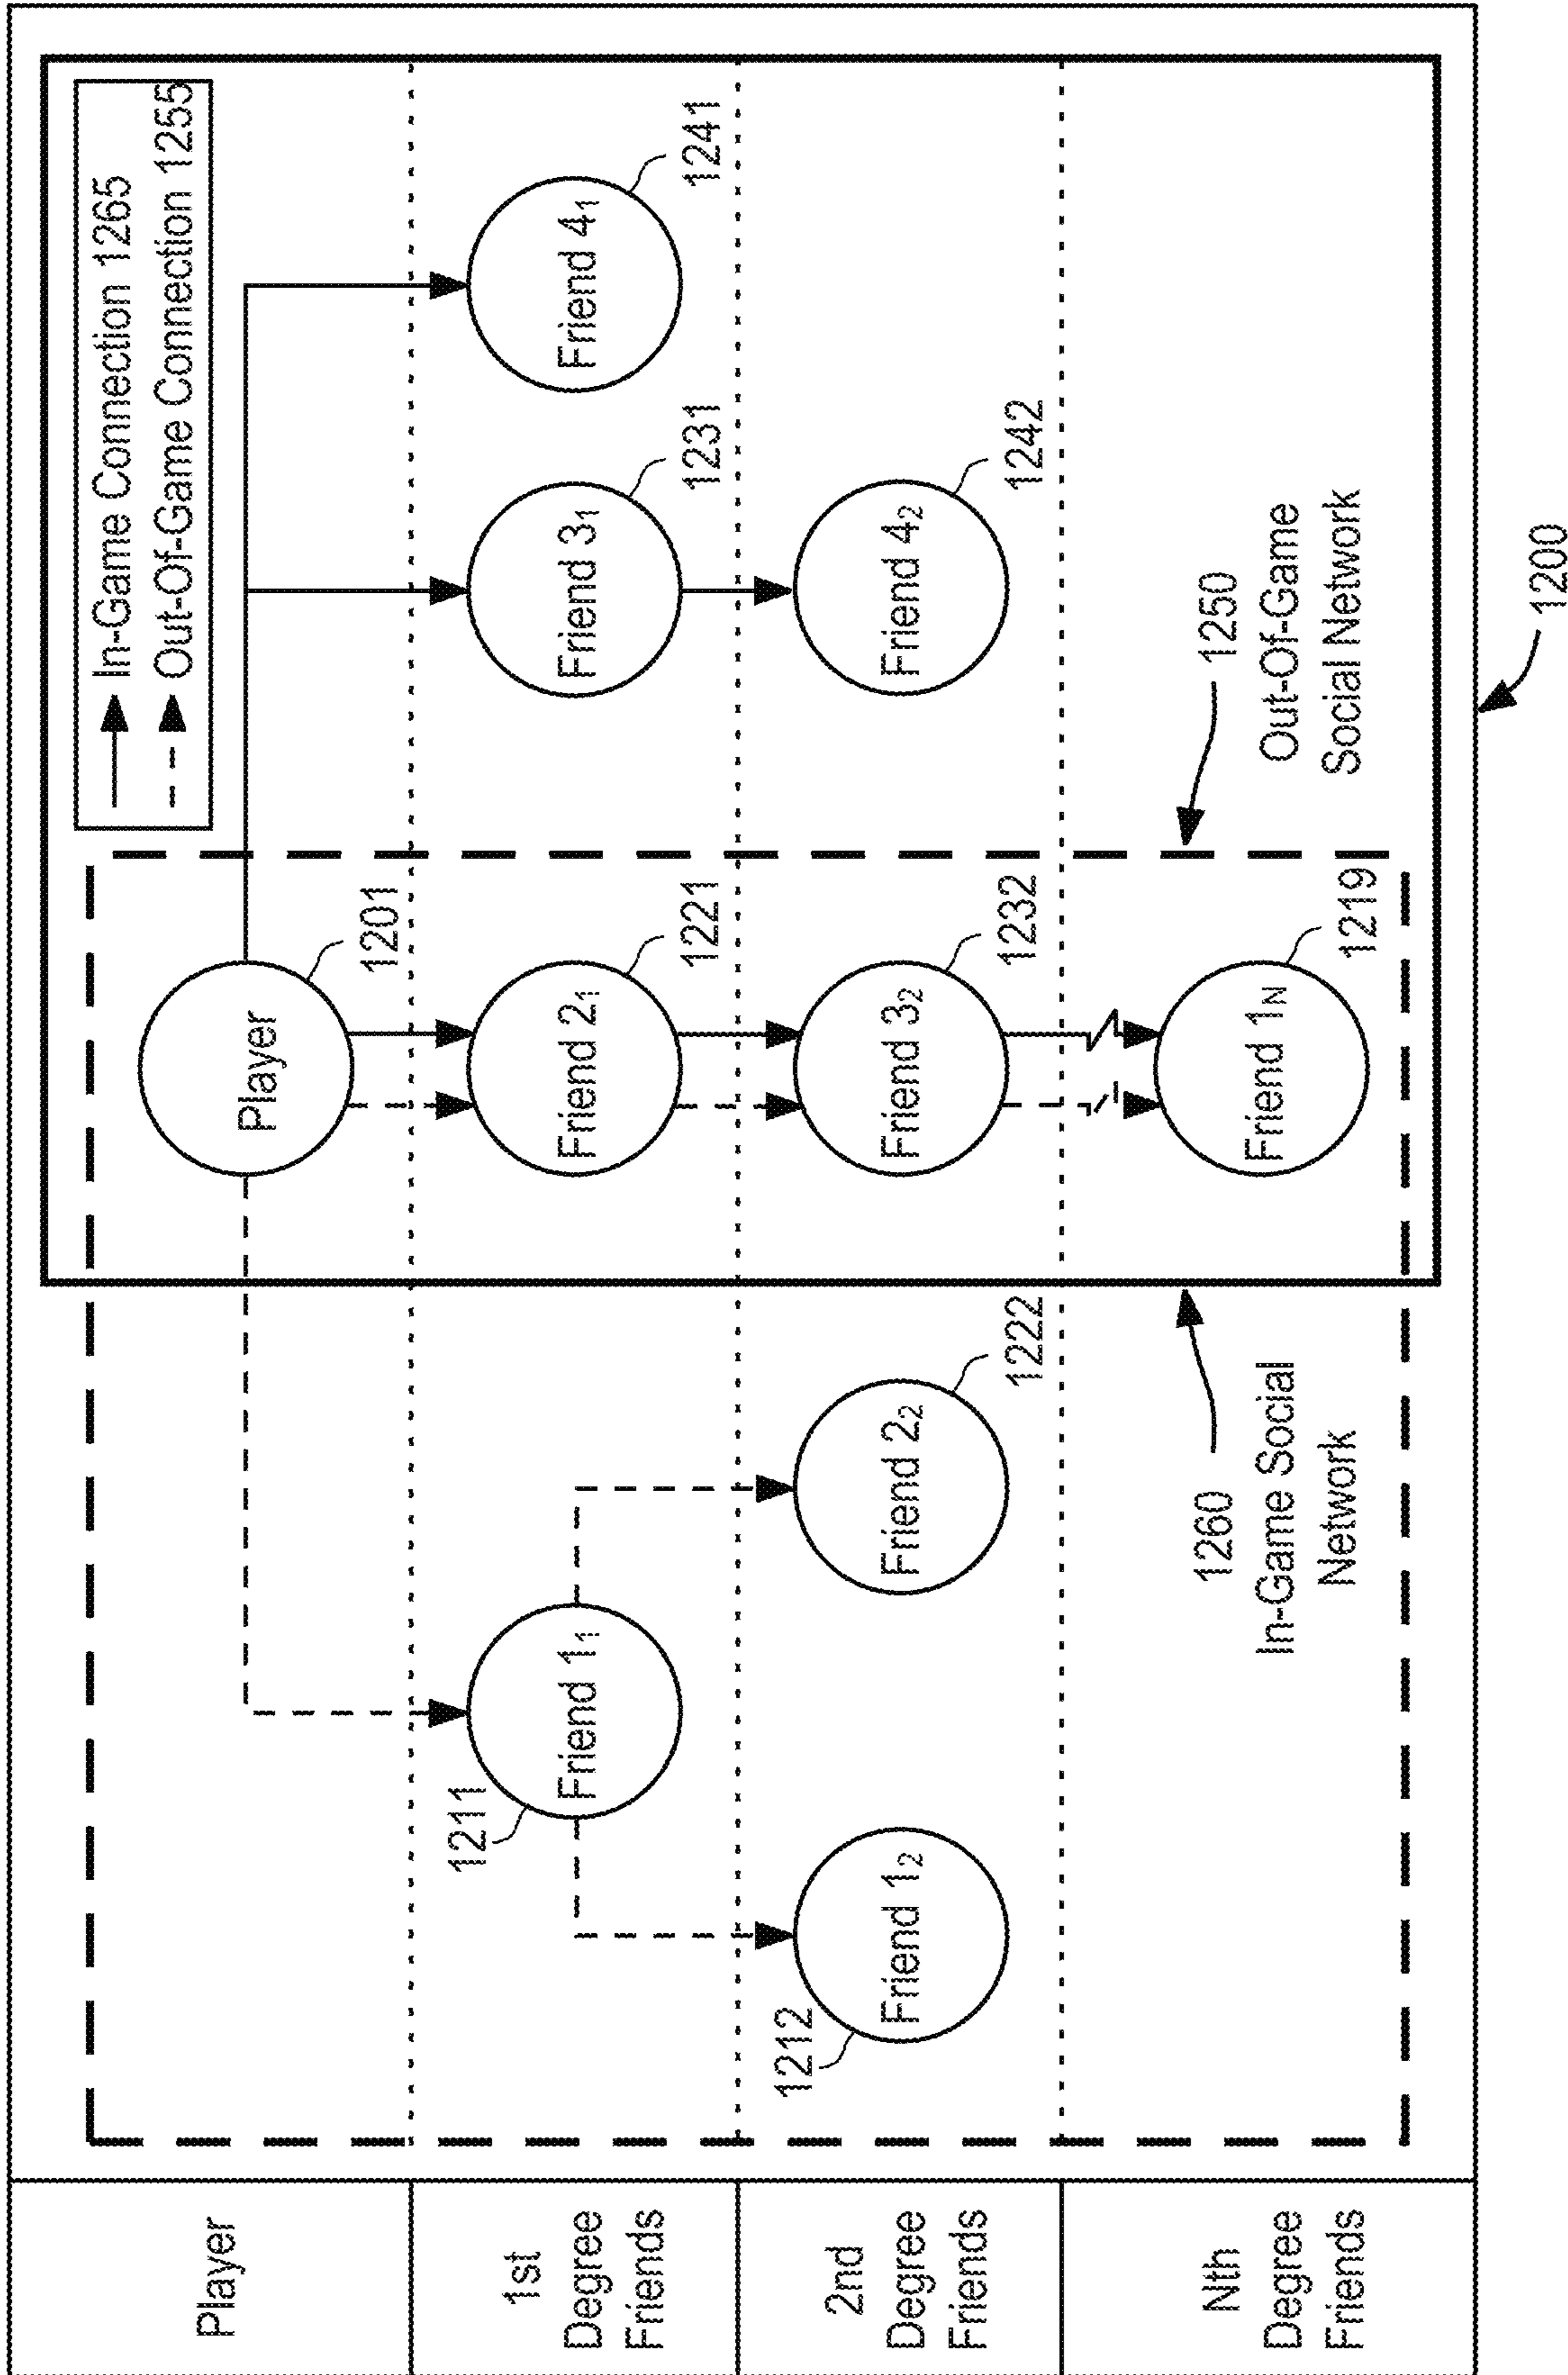 Player
1st
Degree
Friends
2nd
Degree
Friends
Nth
Degree
Friends
In-Game Connection 1265
Out-Of-Game Connection 1255
Player
1201
1211
Friend 1₁
Friend 2₁
1221
Friend 3₁
1231
Friend 4₁
1241
1212
Friend 1₂
Friend 2₂
1222
Friend 3₂
1232
Friend 4₂
1242
1260
In-Game Social
Network
Friend 1N
1219
1250
Out-Of-Game
Social Network
1200